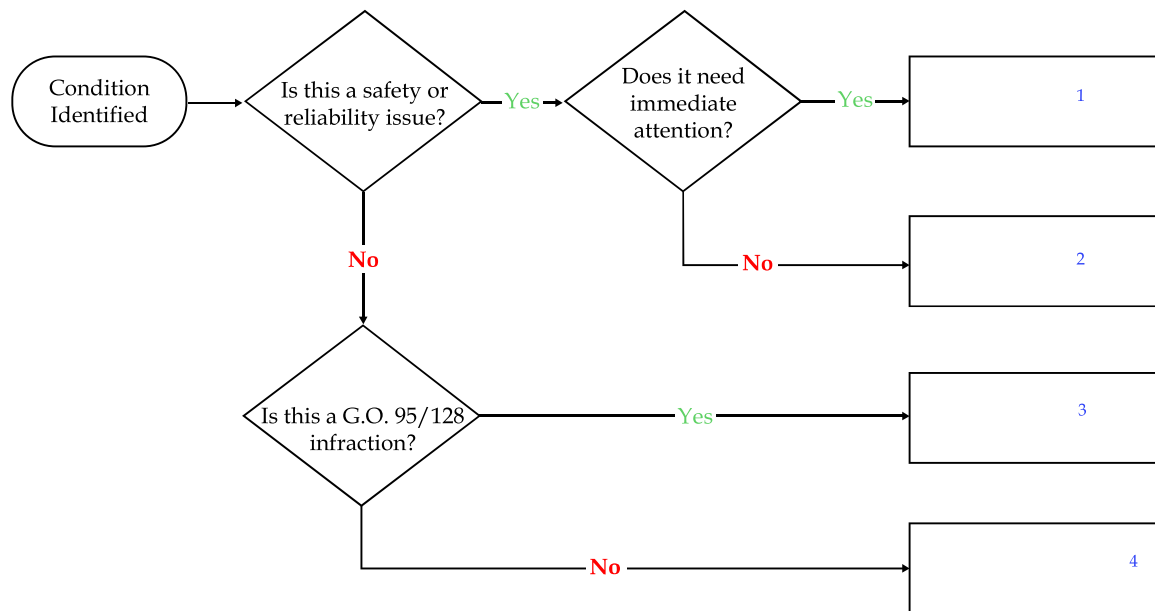 Condition
Identified
Is this a safety or
reliability issue?
Yes
Does it need
immediate
attention?
Yes
1
No
2
No
Is this a G.O. 95/128
infraction?
Yes
3
No
4